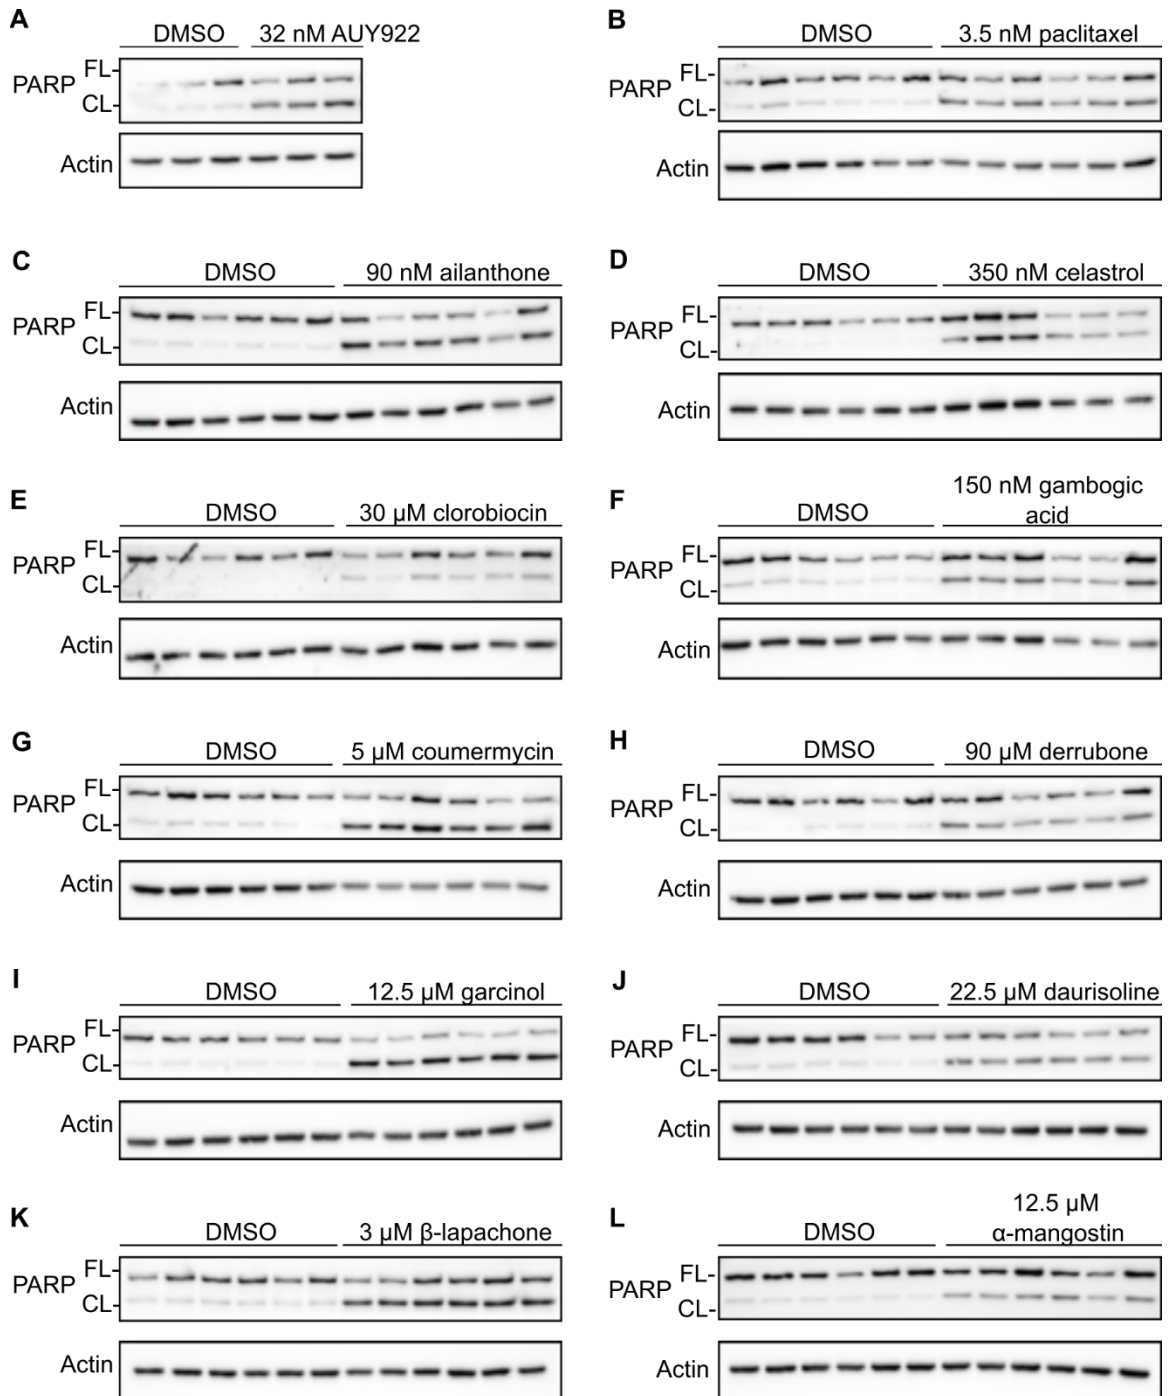 A
DMSO 32 nM AUY922
PARP FL-
CL-
Actin
B
DMSO 3.5 nM paclitaxel
PARP FL-
CL-
Actin
C
DMSO 90 nM ailanthone
PARP FL-
CL-
Actin
D
DMSO 350 nM celastrol
PARP FL-
CL-
Actin
E
DMSO 30 µM clorobiocin
PARP FL-
CL-
Actin
F
DMSO 150 nM gambogic
acid
PARP FL-
CL-
Actin
G
DMSO 5 µM coumermycin
PARP FL-
CL-
Actin
H
DMSO 90 µM derrubone
PARP FL-
CL-
Actin
I
DMSO 12.5 µM garcinol
PARP FL-
CL-
Actin
J
DMSO 22.5 µM daurisoline
PARP FL-
CL-
Actin
K
DMSO 3 µM β-lapachone
PARP FL-
CL-
Actin
L
DMSO 12.5 µM
α-mangostin
PARP FL-
CL-
Actin